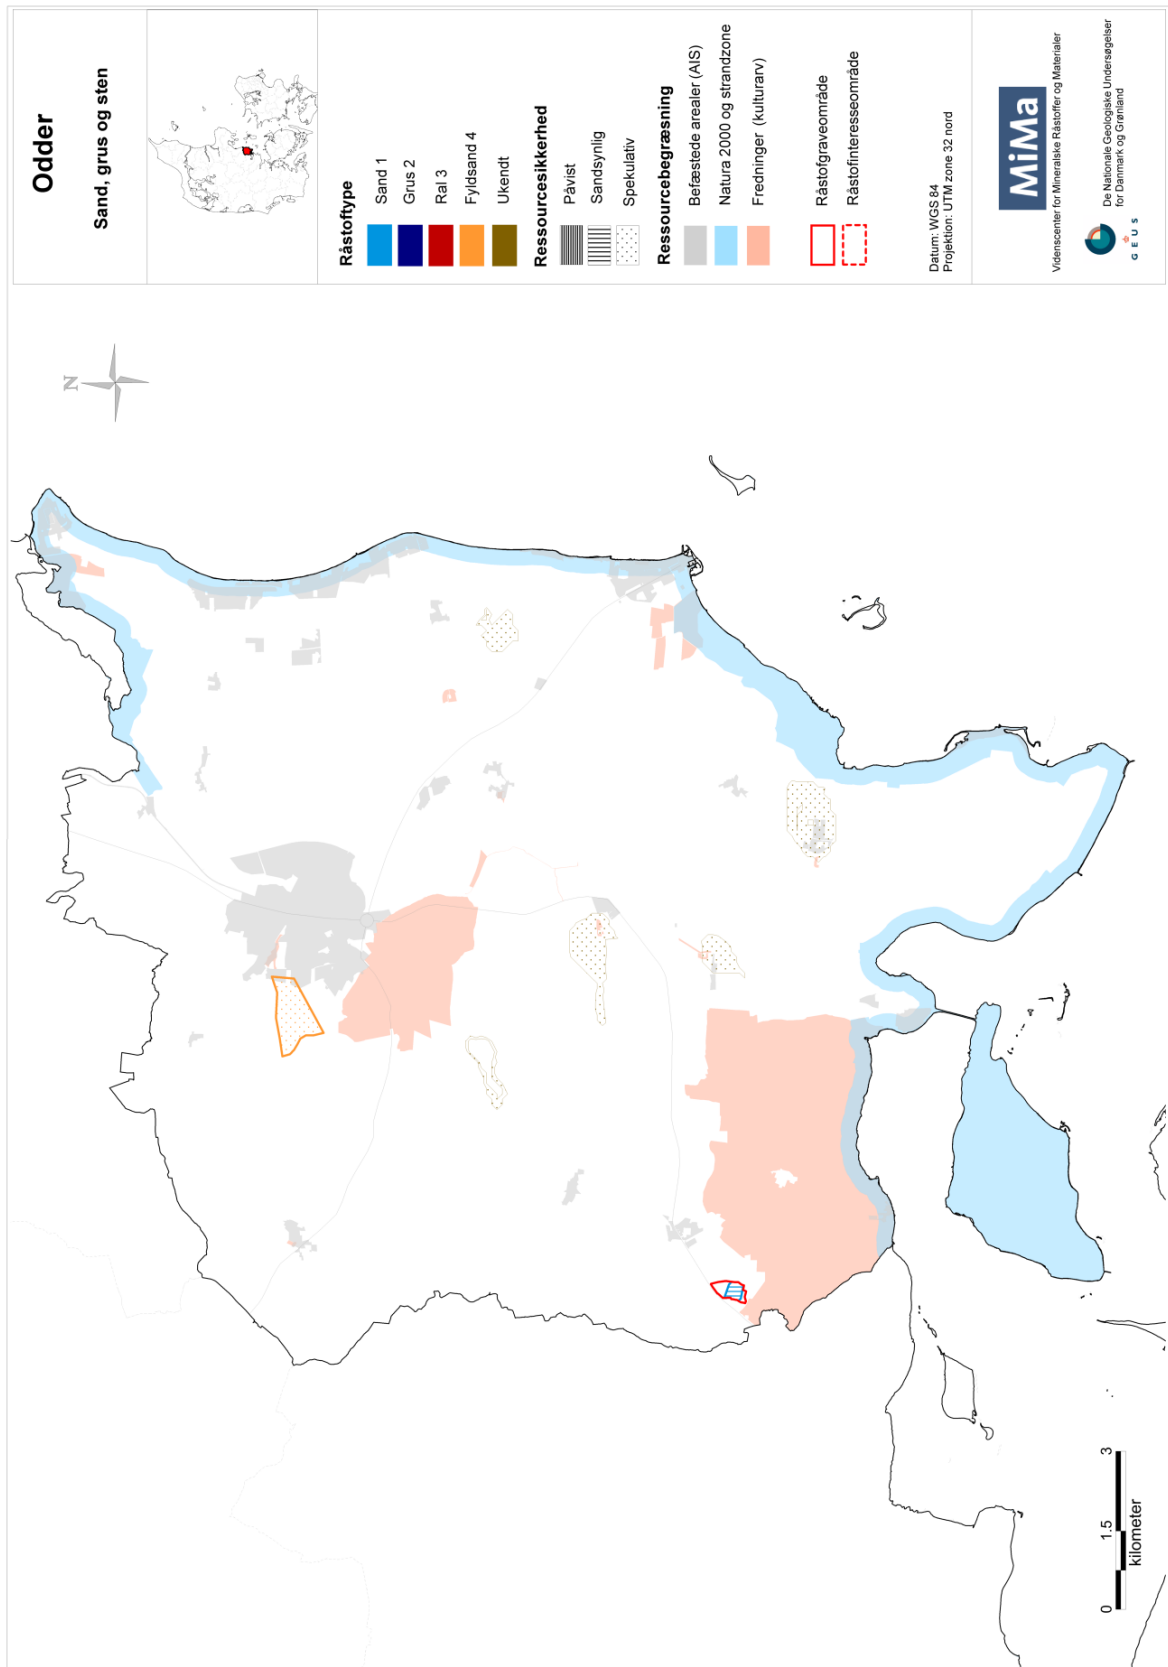 Odder
Sand, grus og sten
Råstoftype
Sand 1
Grus 2
Ral 3
Fyldsand 4
Ukendt
Ressourcesikkerhed
Påvist
Sandsynlig
Spekulativ
Ressourcebegræsning
Befæstede arealer (AIS)
Natura 2000 og strandzone
Fredninger (kulturarv)
Råstofgraveområde
Råstofinteresseområde
Datum: WGS 84
Projektion: UTM zone 32 nord
MiMa
Videnscenter for Mineralske Råstoffer og Materialer
G E U S
De Nationale Geologiske Undersøgelser
for Danmark og Grønland
N
0 1.5 3
kilometer